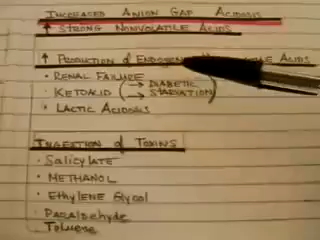 INCREASED ANION GAP ACIDOSIS
↑ STRONG NONVOLATILE ACIDS
↑ PRODUCTION of ENDOGEN ACIDS
• RENAL FAILURE
• KETOACID (→ DIABETIC
→ STARVATION)
• LACTIC ACIDOSIS
INGESTION of TOXINS
• Salicylate
• METHANOL
• Ethylene Glycol
• Paraldehyde
Toluene